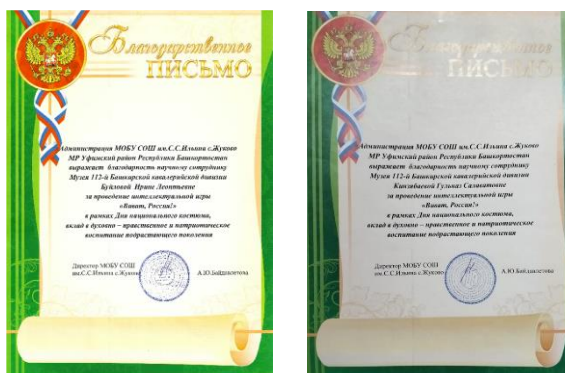 Благодарственное
ПИСЬМО
Администрация МОБУ СОШ им.С.С.Ильина с.Жуково
МР Уфимский район Республики Башкортостан
выражает благодарность научному сотруднику
Музея 112-й Башкирской кавалерийской дивизии
Буйловой Ирине Леонтьевне
за проведение интеллектуальной игры
«Виват, Россия!»
в рамках Дня национального костюма,
вклад в духовно – нравственное и патриотическое
воспитание подрастающего поколения
Директор МОБУ СОШ
им.С.С.Ильина с.Жуково
А.Ю.Байдавлетова
Благодарственное
ПИСЬМО
Администрация МОБУ СОШ им.С.С.Ильина с.Жуково
МР Уфимский район Республики Башкортостан
выражает благодарность научному сотруднику
Музея 112-й Башкирской кавалерийской дивизии
Гульназ Салаватовне
за проведение интеллектуальной игры
«Виват, Россия!»
в рамках Дня национального костюма,
вклад в духовно – нравственное и патриотическое
воспитание подрастающего поколения
Директор МОБУ СОШ
им.С.С.Ильина с.Жуково
А.Ю.Байдавлетова